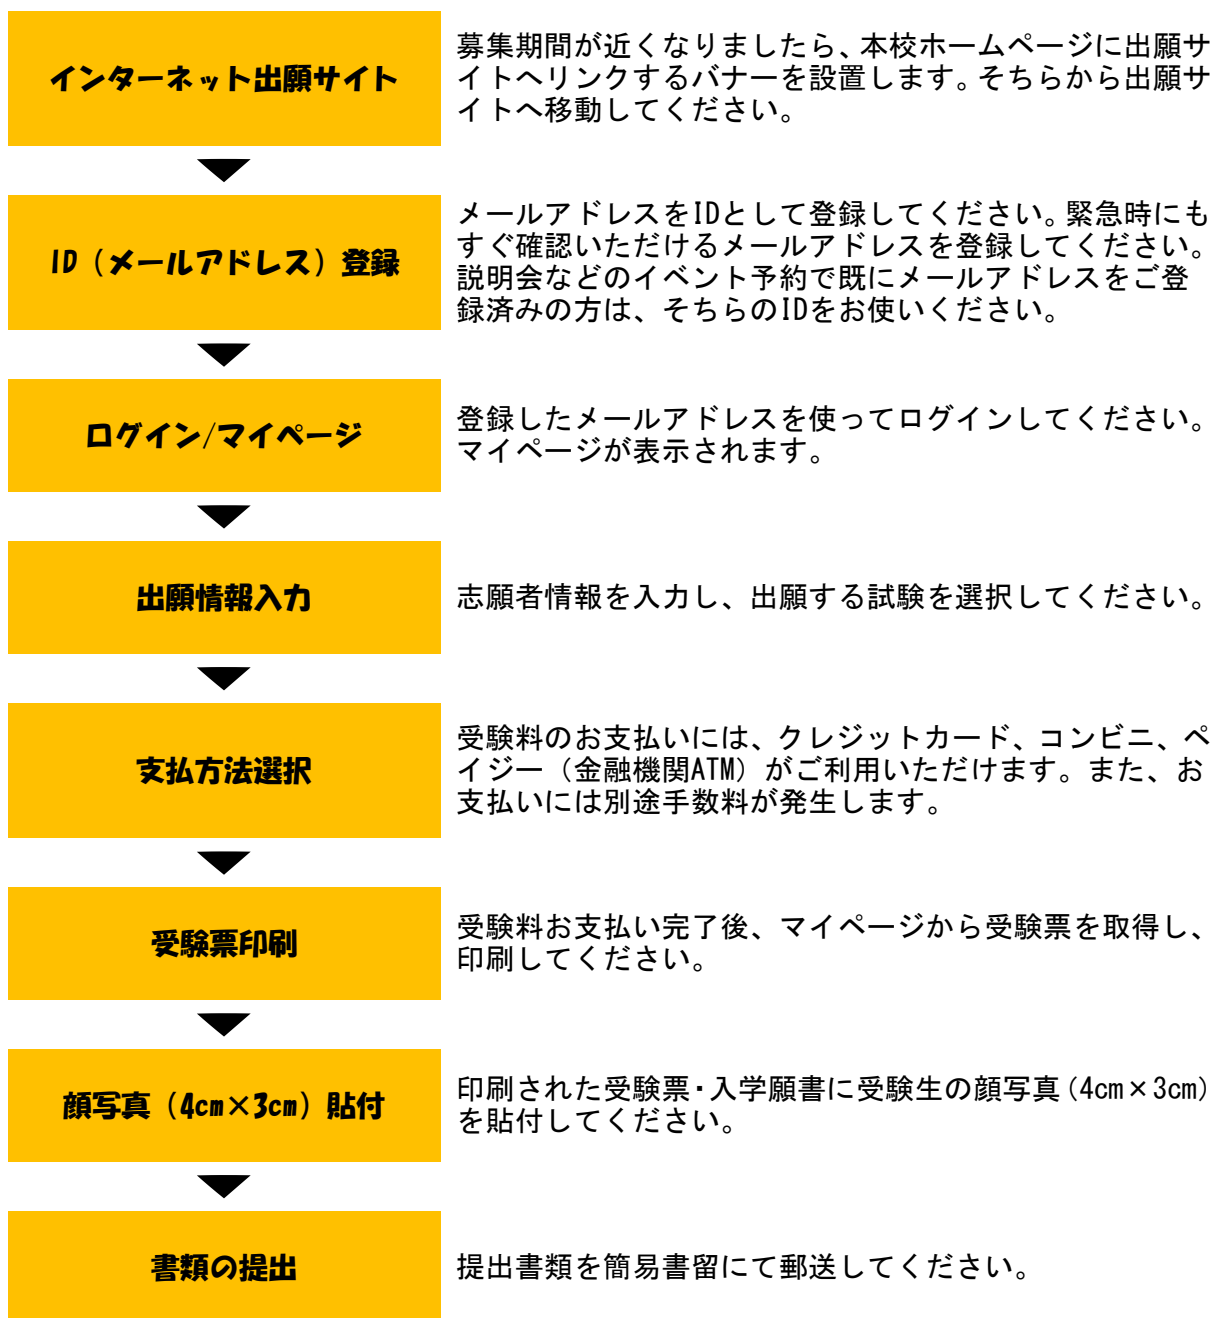 インターネット出願サイト
募集期間が近くなりましたら、本校ホームページに出願サ
イトへリンクするバナーを設置します。そちらから出願サ
イトへ移動してください。
ID（メールアドレス）登録
メールアドレスをIDとして登録してください。緊急時にも
すぐ確認いただけるメールアドレスを登録してください。
説明会などのイベント予約で既にメールアドレスをご登
録済みの方は、そちらのIDをお使いください。
ログイン/マイページ
登録したメールアドレスを使ってログインしてください。
マイページが表示されます。
出願情報入力
志願者情報を入力し、出願する試験を選択してください。
支払方法選択
受験料のお支払いには、クレジットカード、コンビニ、ペ
イジー（金融機関ATM）がご利用いただけます。また、お
支払いには別途手数料が発生します。
受験票印刷
受験料お支払い完了後、マイページから受験票を取得し、
印刷してください。
顔写真（4cm×3cm）貼付
印刷された受験票・入学願書に受験生の顔写真（4cm×3cm）
を貼付してください。
書類の提出
提出書類を簡易書留にて郵送してください。